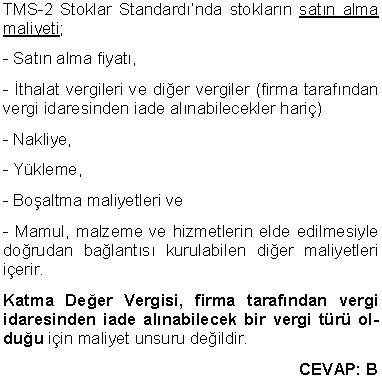 TMS-2 Stoklar Standardı'nda stokların satın alma
maliyeti;
- Satın alma fiyatı,
- İthalat vergileri ve diğer vergiler (firma tarafından
vergi idaresinden iade alınabilecekler hariç)
- Nakliye,
- Yükleme,
- Boşaltma maliyetleri ve
- Mamul, malzeme ve hizmetlerin elde edilmesiyle
doğrudan bağlantısı kurulabilen diğer maliyetleri
içerir.
Katma Değer Vergisi, firma tarafından vergi
idaresinden iade alınabilecek bir vergi türü ol-
duğu için maliyet unsuru değildir.
CEVAP: B